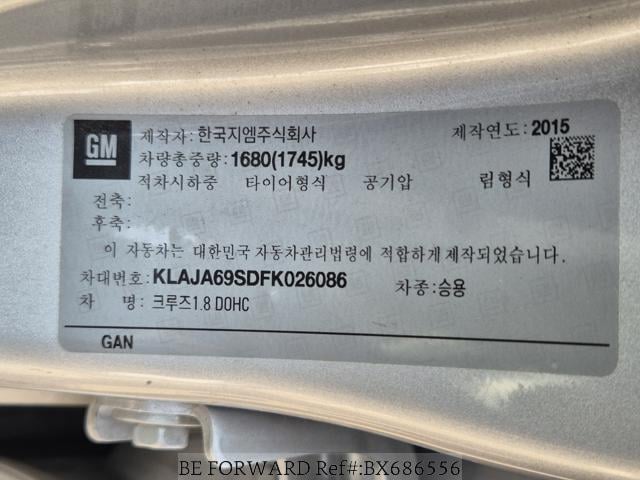 GM 제작자: 한국지엠주식회사 제작연도: 2015
차량총중량: 1680(1745)kg
적차시하중 타이어형식 공기압 림형식
전축:
후축:
이 자동차는 대한민국 자동차관리법령에 적합하게 제작되었습니다.
차대번호: KLAJA69SDFK026086 차종: 승용
차 명: 크루즈1.8 DOHC
GAN
BE FORWARD Ref#:BX686556